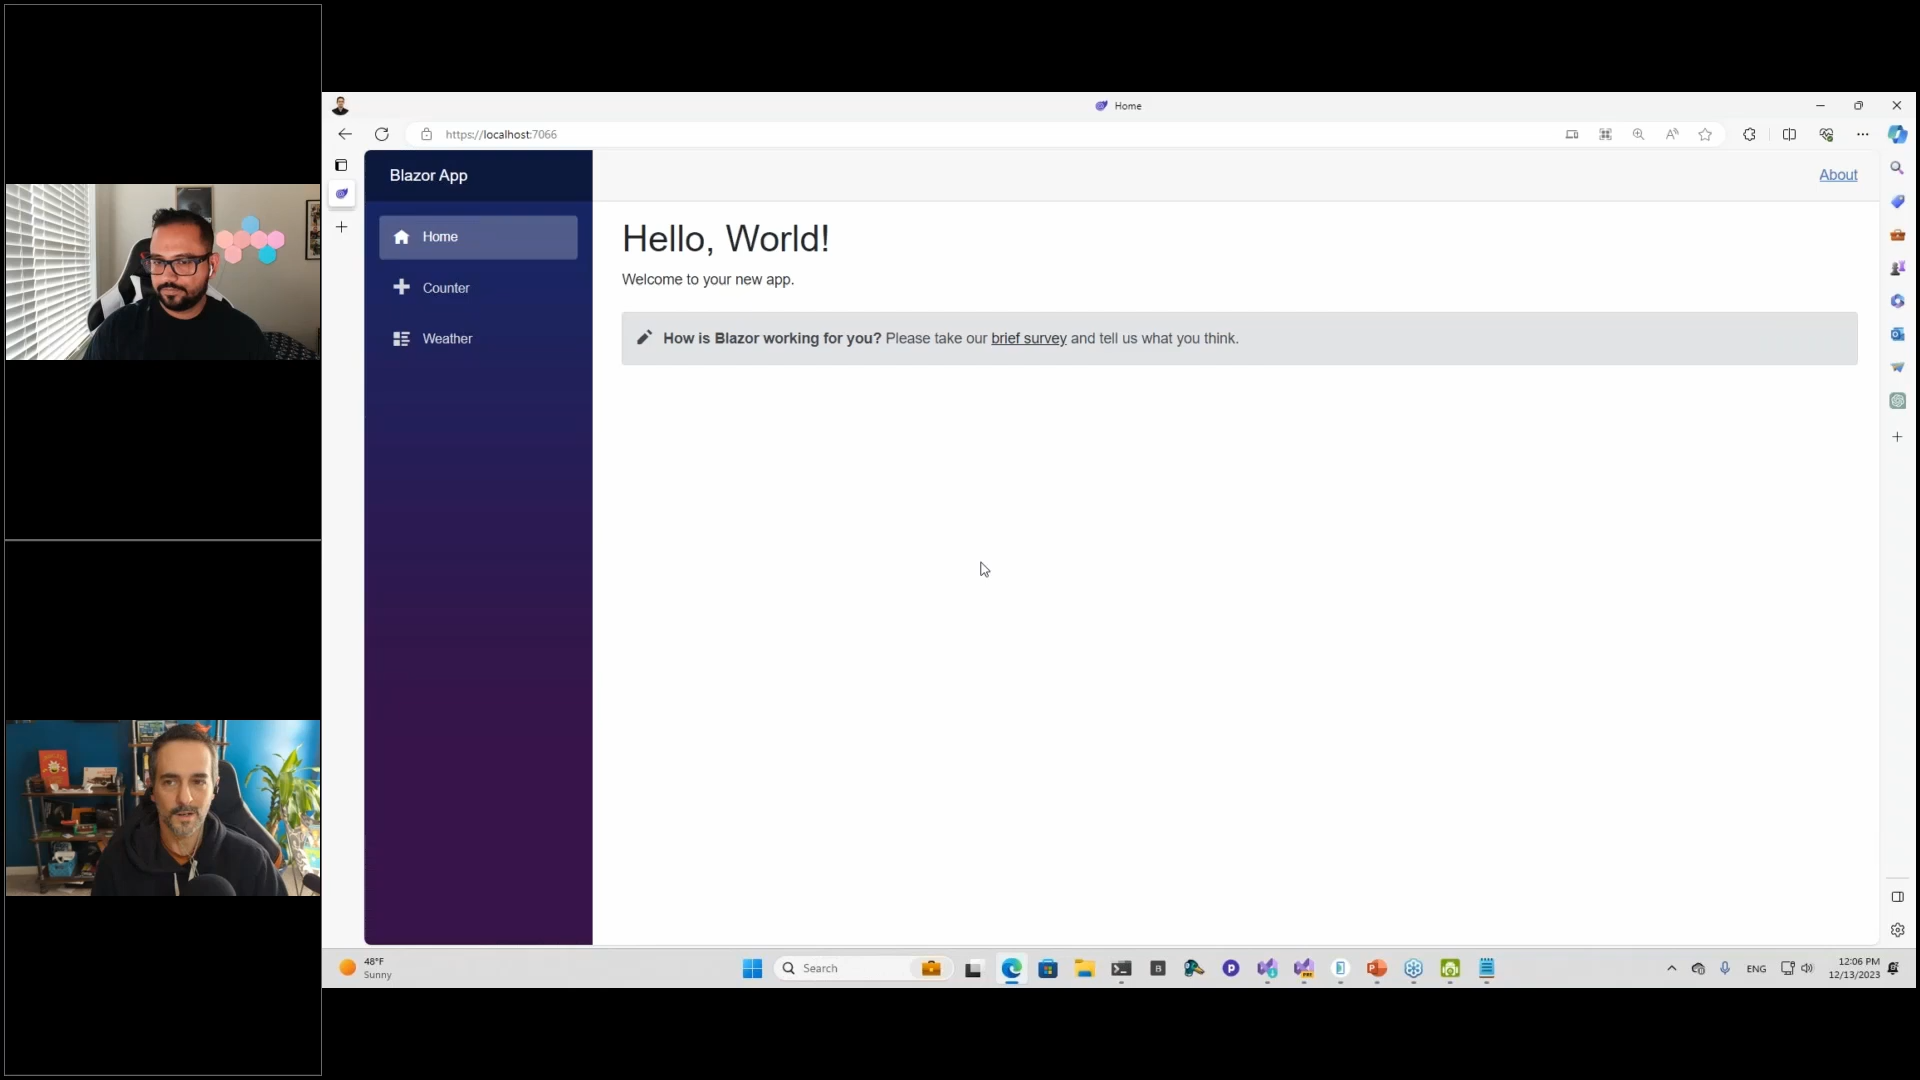 Home
https://localhost:7066
Blazor App
About
Home
Counter
Weather
Hello, World!
Welcome to your new app.
How is Blazor working for you? Please take our brief survey and tell us what you think.
48°F
Sunny
Search
ENG
12:06 PM
12/13/2023